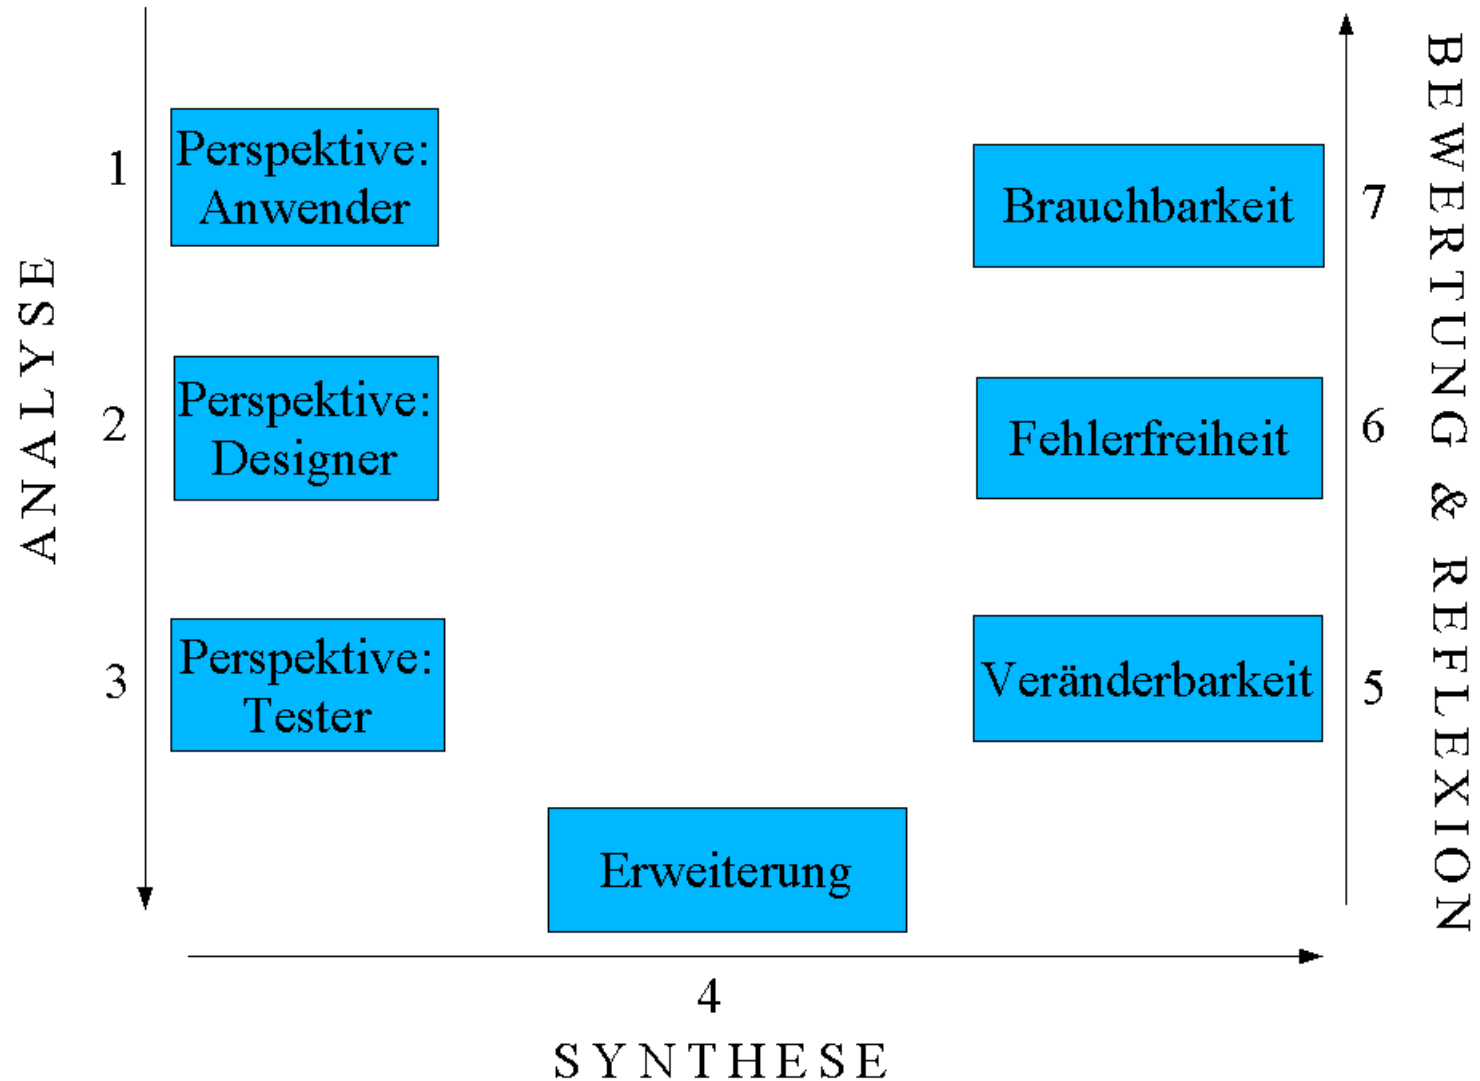 ANALYSE
1
Perspektive:
Anwender
2
Perspektive:
Designer
3
Perspektive:
Tester
Erweiterung
4
SYNTHESE
Brauchbarkeit
7
Fehlerfreiheit
6
Veränderbarkeit
5
BEWERTUNG & REFLEXION